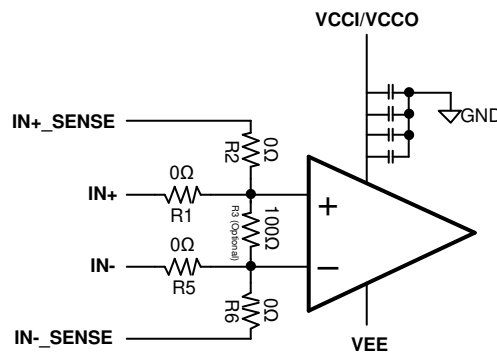 VCCI/VCCO
GND
IN+_SENSE
0Ω
R2
0Ω
IN+
R1
+
100Ω
R3 (Optional)
0Ω
IN-
R5
−
0Ω
R6
IN-_SENSE
VEE